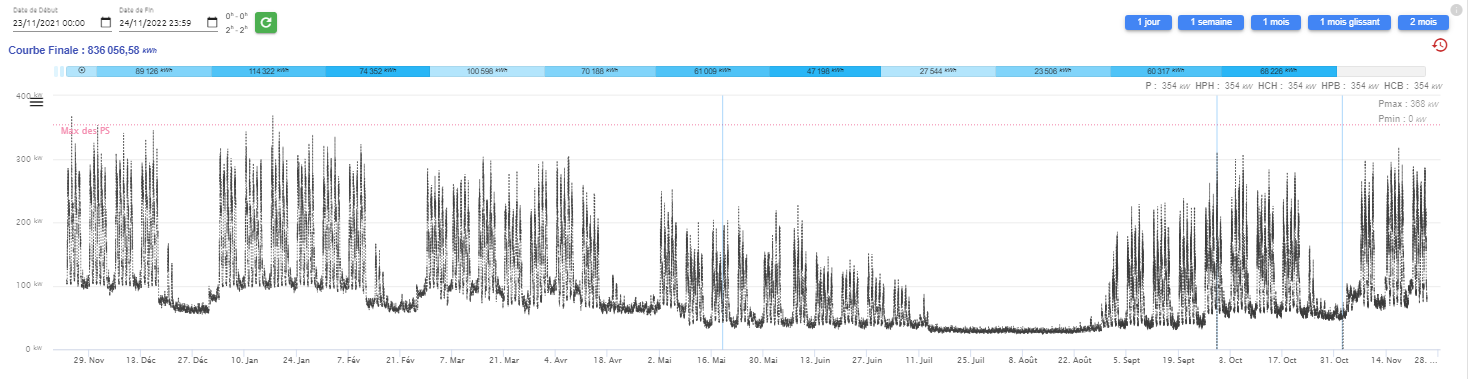 Date de Début
23/11/2021 00:00
Date de Fin
24/11/2022 23:59
0ʰ - 0ʰ
2ʰ - 2ʰ
1 jour
1 semaine
1 mois
1 mois glissant
2 mois
Courbe Finale : 836 056,58 kWh
89 126 kWh
114 322 kWh
74 352 kWh
100 598 kWh
70 188 kWh
61 009 kWh
47 198 kWh
27 544 kWh
23 506 kWh
60 317 kWh
68 226 kWh
P : 354 kW HPH : 354 kW HCH : 354 kW HPB : 354 kW HCB : 354 kW
Pmax : 368 kW
Pmin : 0 kW
Max des PS
400 kW
300 kW
200 kW
100 kW
0 kW
29. Nov
13. Déc
27. Déc
10. Jan
24. Jan
7. Fév
21. Fév
7. Mar
21. Mar
4. Avr
18. Avr
2. Mai
16. Mai
30. Mai
13. Juin
27. Juin
11. Juil
25. Juil
8. Août
22. Août
5. Sept
19. Sept
3. Oct
17. Oct
31. Oct
14. Nov
28. ...